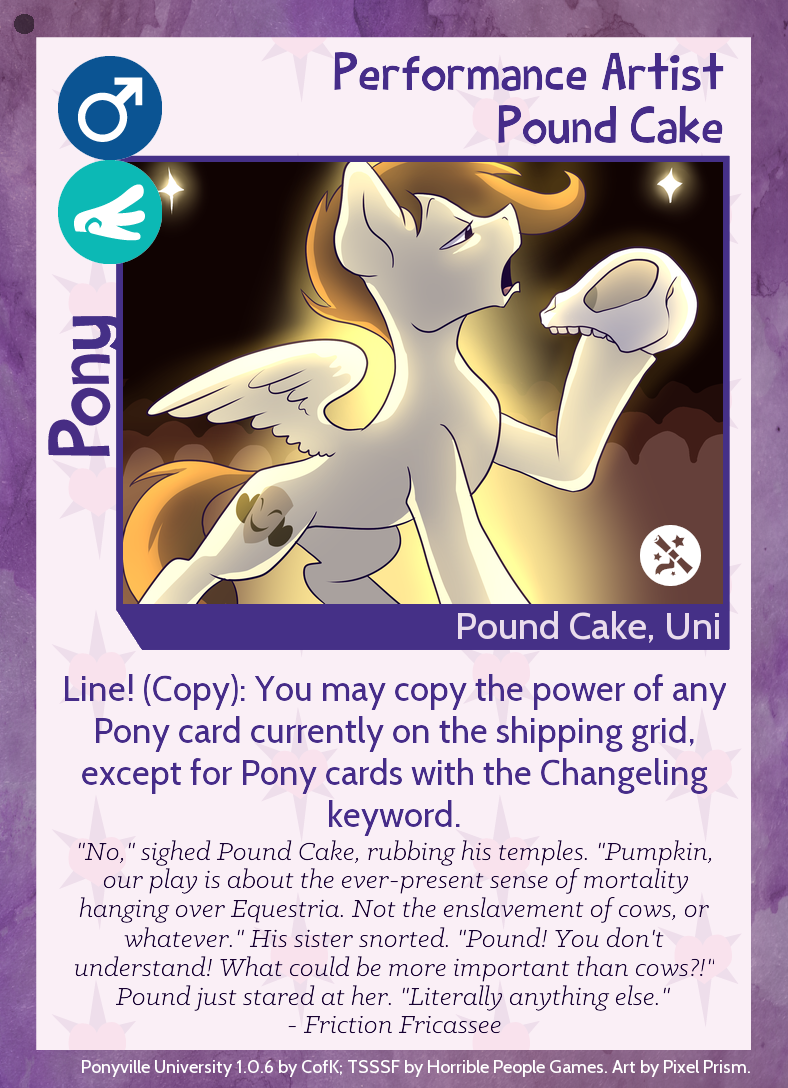 Performance Artist
Pound Cake
Pony
Pound Cake, Uni
Line! (Copy): You may copy the power of any
Pony card currently on the shipping grid,
except for Pony cards with the Changeling
keyword.
"No," sighed Pound Cake, rubbing his temples. "Pumpkin,
our play is about the ever-present sense of mortality
hanging over Equestria. Not the enslavement of cows, or
whatever." His sister snorted. "Pound! You don't
understand! What could be more important than cows?!"
Pound just stared at her. "Literally anything else."
- Friction Fricassee
Ponyville University 1.0.6 by CofK; TSSSF by Horrible People Games. Art by Pixel Prism.